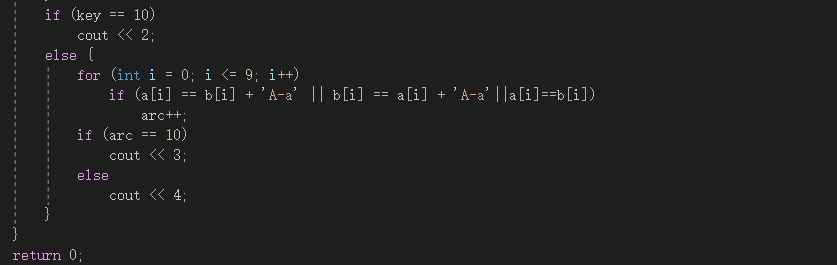 if (key == 10)
cout << 2;
else {
for (int i = 0; i <= 9; i++)
if (a[i] == b[i] + 'A-a' || b[i] == a[i] + 'A-a'||a[i]==b[i])
arc++;
if (arc == 10)
cout << 3;
else
cout << 4;
}
}
return 0;